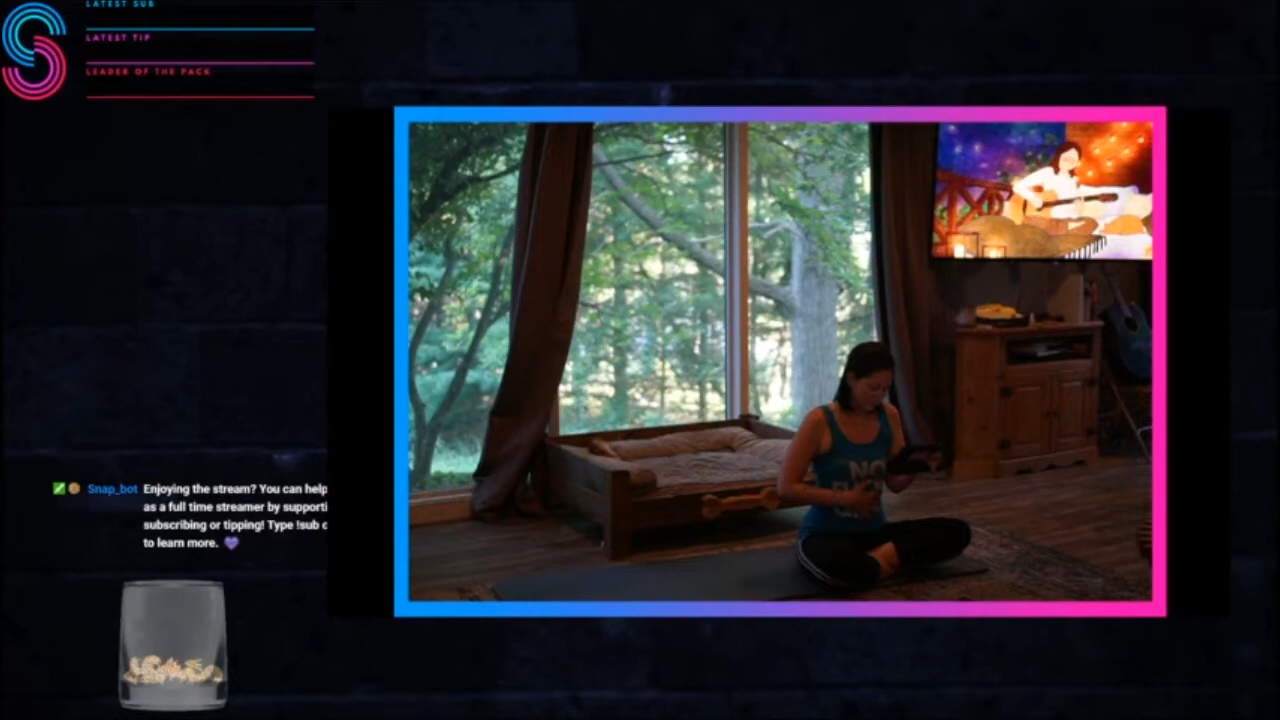 LATEST SUB
LATEST TIP
LEADER OF THE PACK
Snap_bot Enjoying the stream? You can help
as a full time streamer by supporti
subscribing or tipping! Type !sub
to learn more.
NO